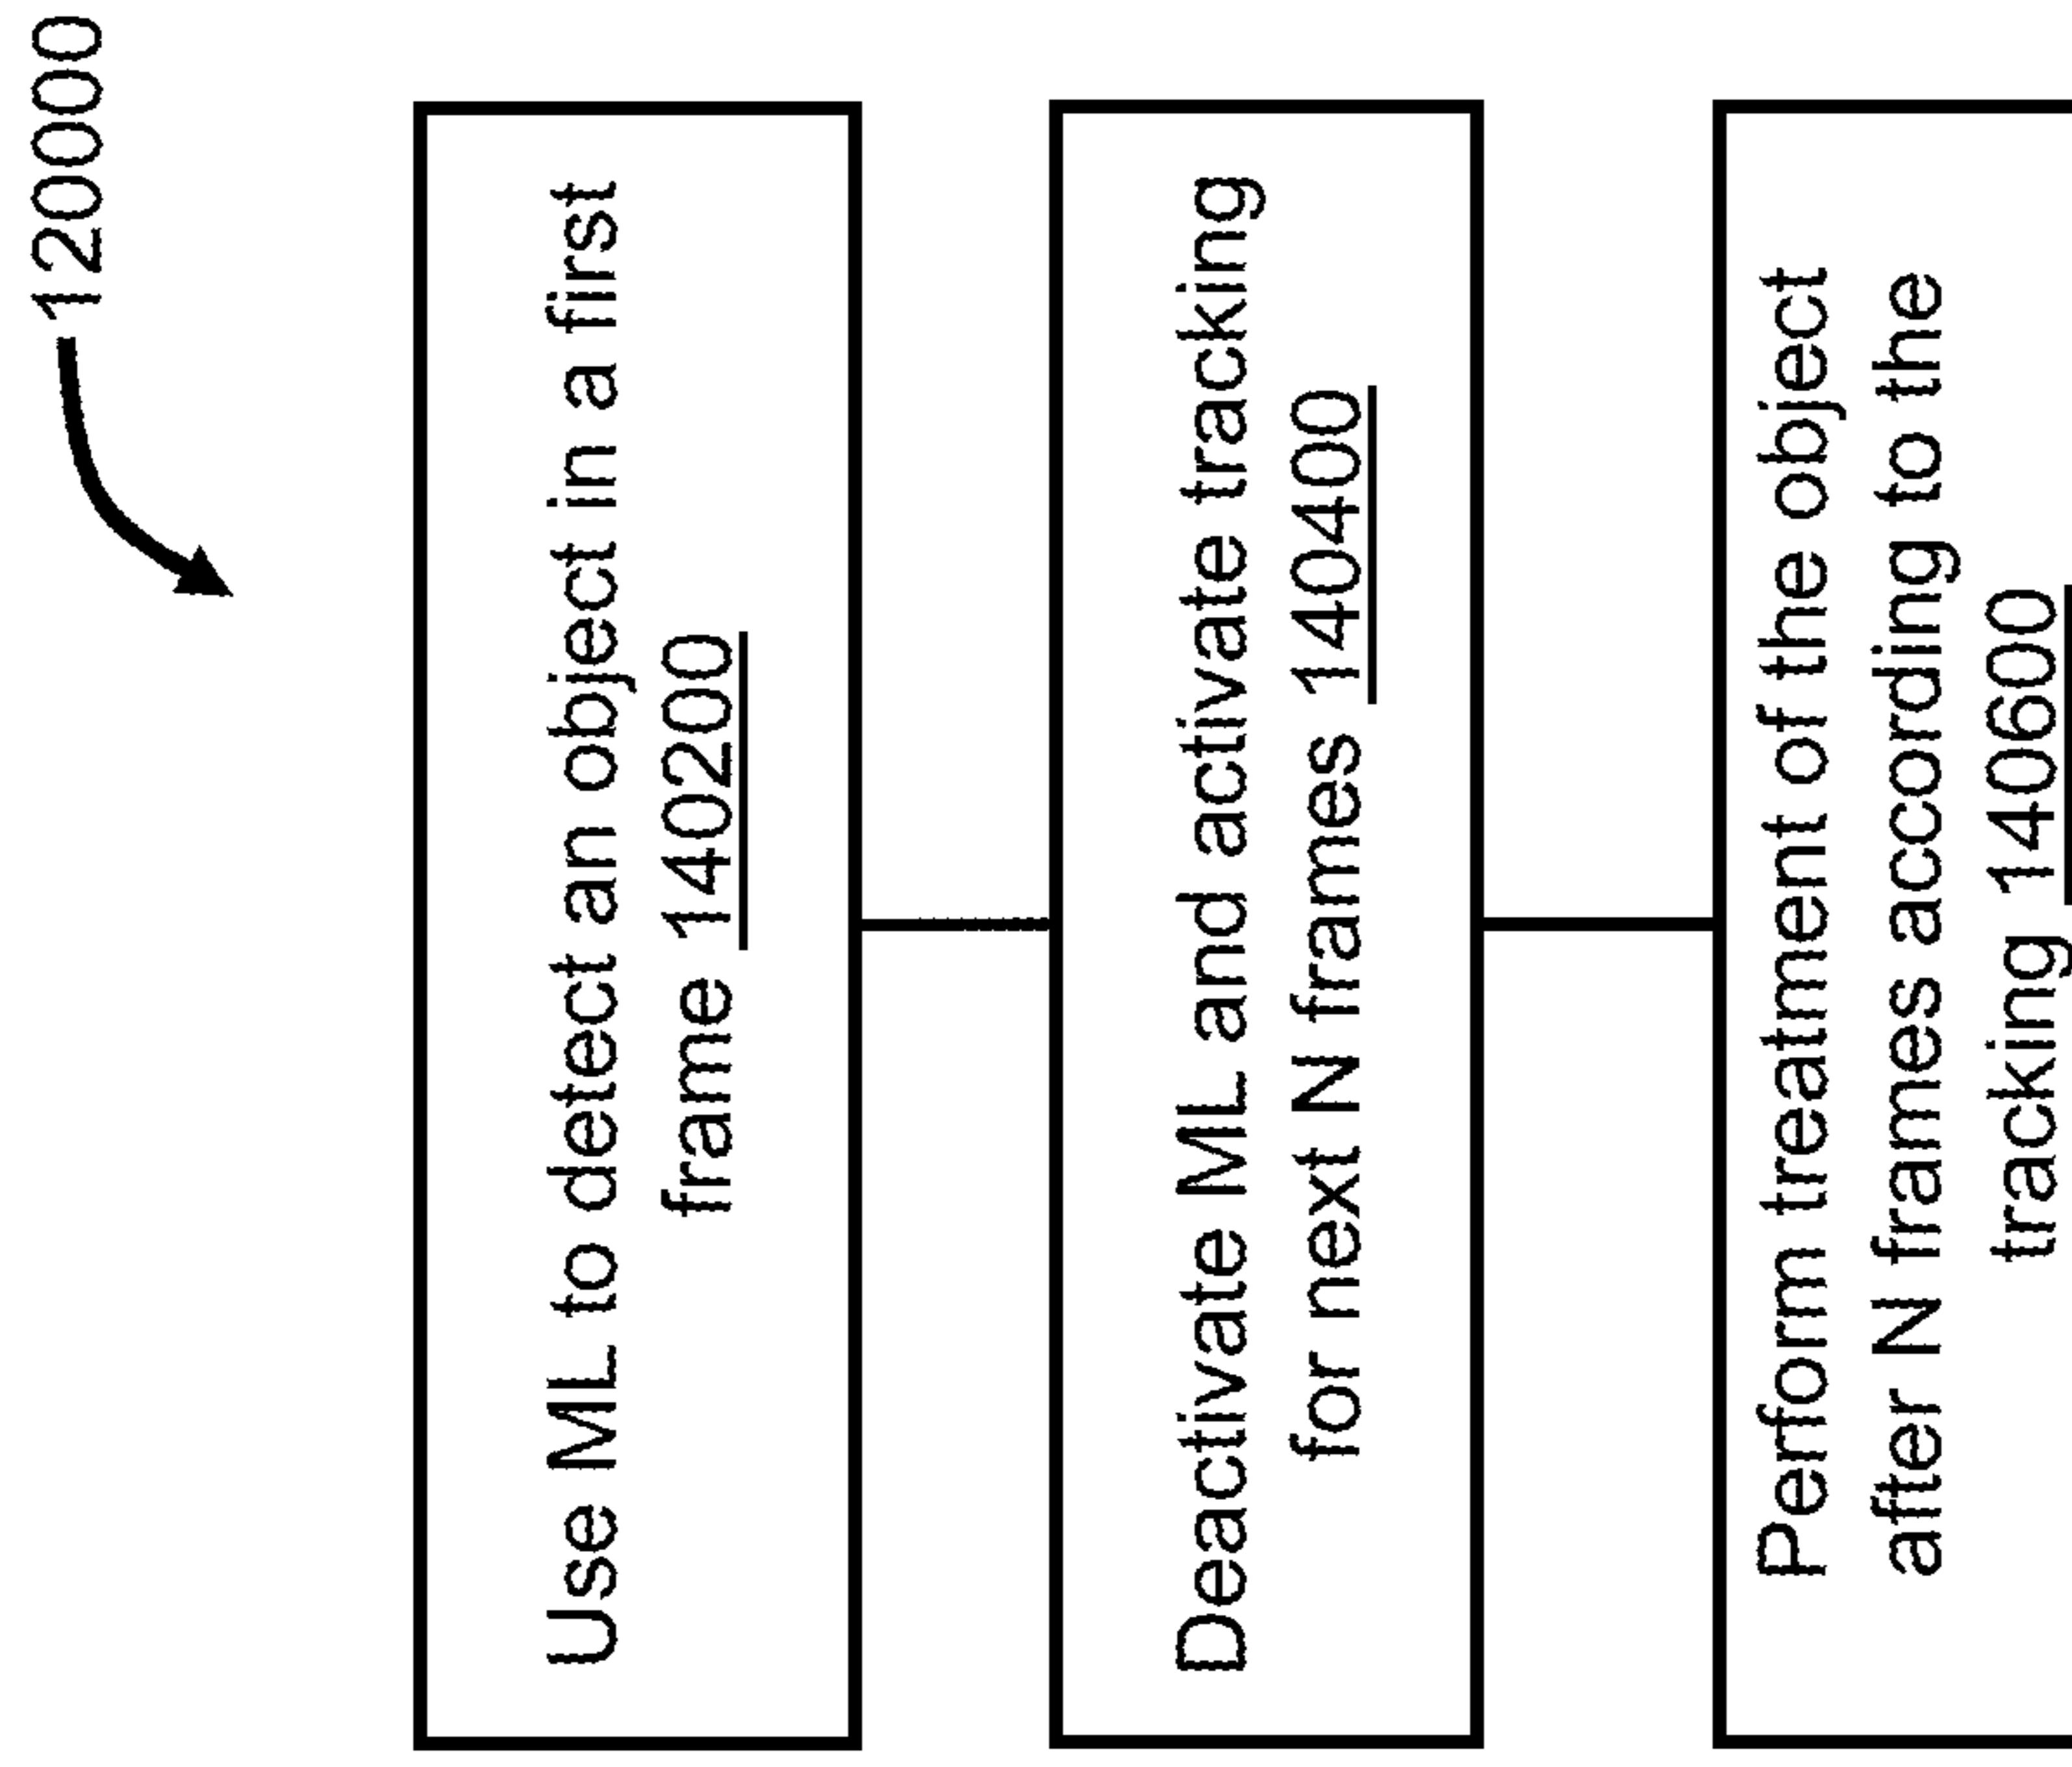 120000
Use ML to detect an object in a first
frame 140200
Deactivate ML and activate tracking
for next N frames 140400
Perform treatment of the object
after N frames according to the
tracking 140600